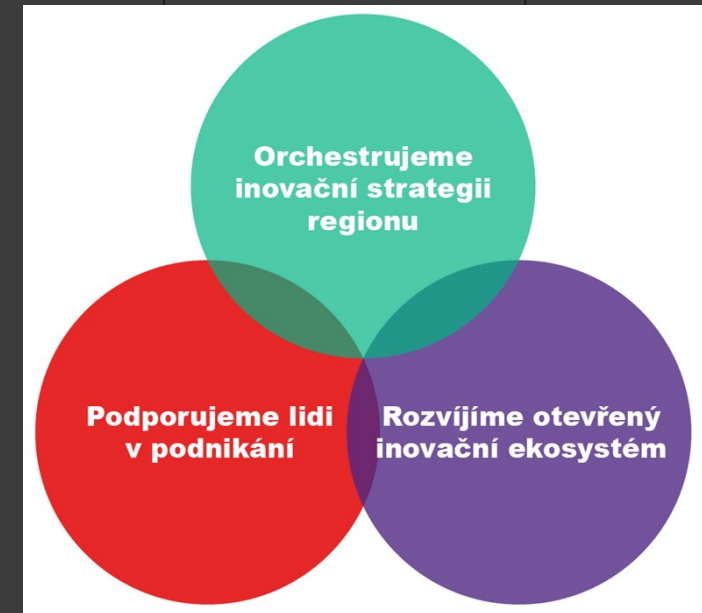 Orchestrujeme
inovační strategii
regionu
Podporujeme lidi
v podnikání
Rozvíjíme otevřený
inovační ekosystém